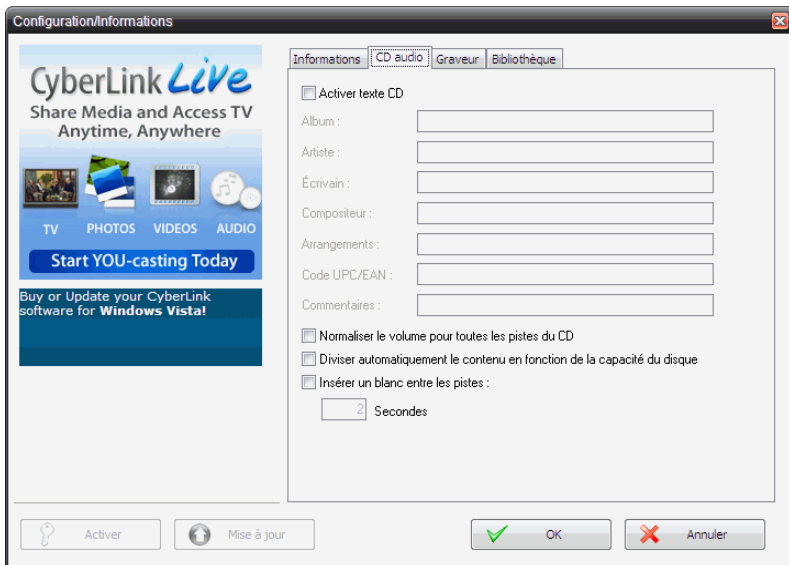 Configuration/Informations
CyberLink Live
Share Media and Access TV
Anytime, Anywhere
TV PHOTOS VIDEOS AUDIO
Start YOU-casting Today
Buy or Update your CyberLink
software for Windows Vista!
Informations CD audio Graveur Bibliothèque
Activer texte CD
Album :
Artiste :
Écrivain :
Compositeur :
Arrangements :
Code UPC/EAN :
Commentaires :
Normaliser le volume pour toutes les pistes du CD
Diviser automatiquement le contenu en fonction de la capacité du disque
Insérer un blanc entre les pistes :
2 Secondes
Activer Mise à jour OK Annuler